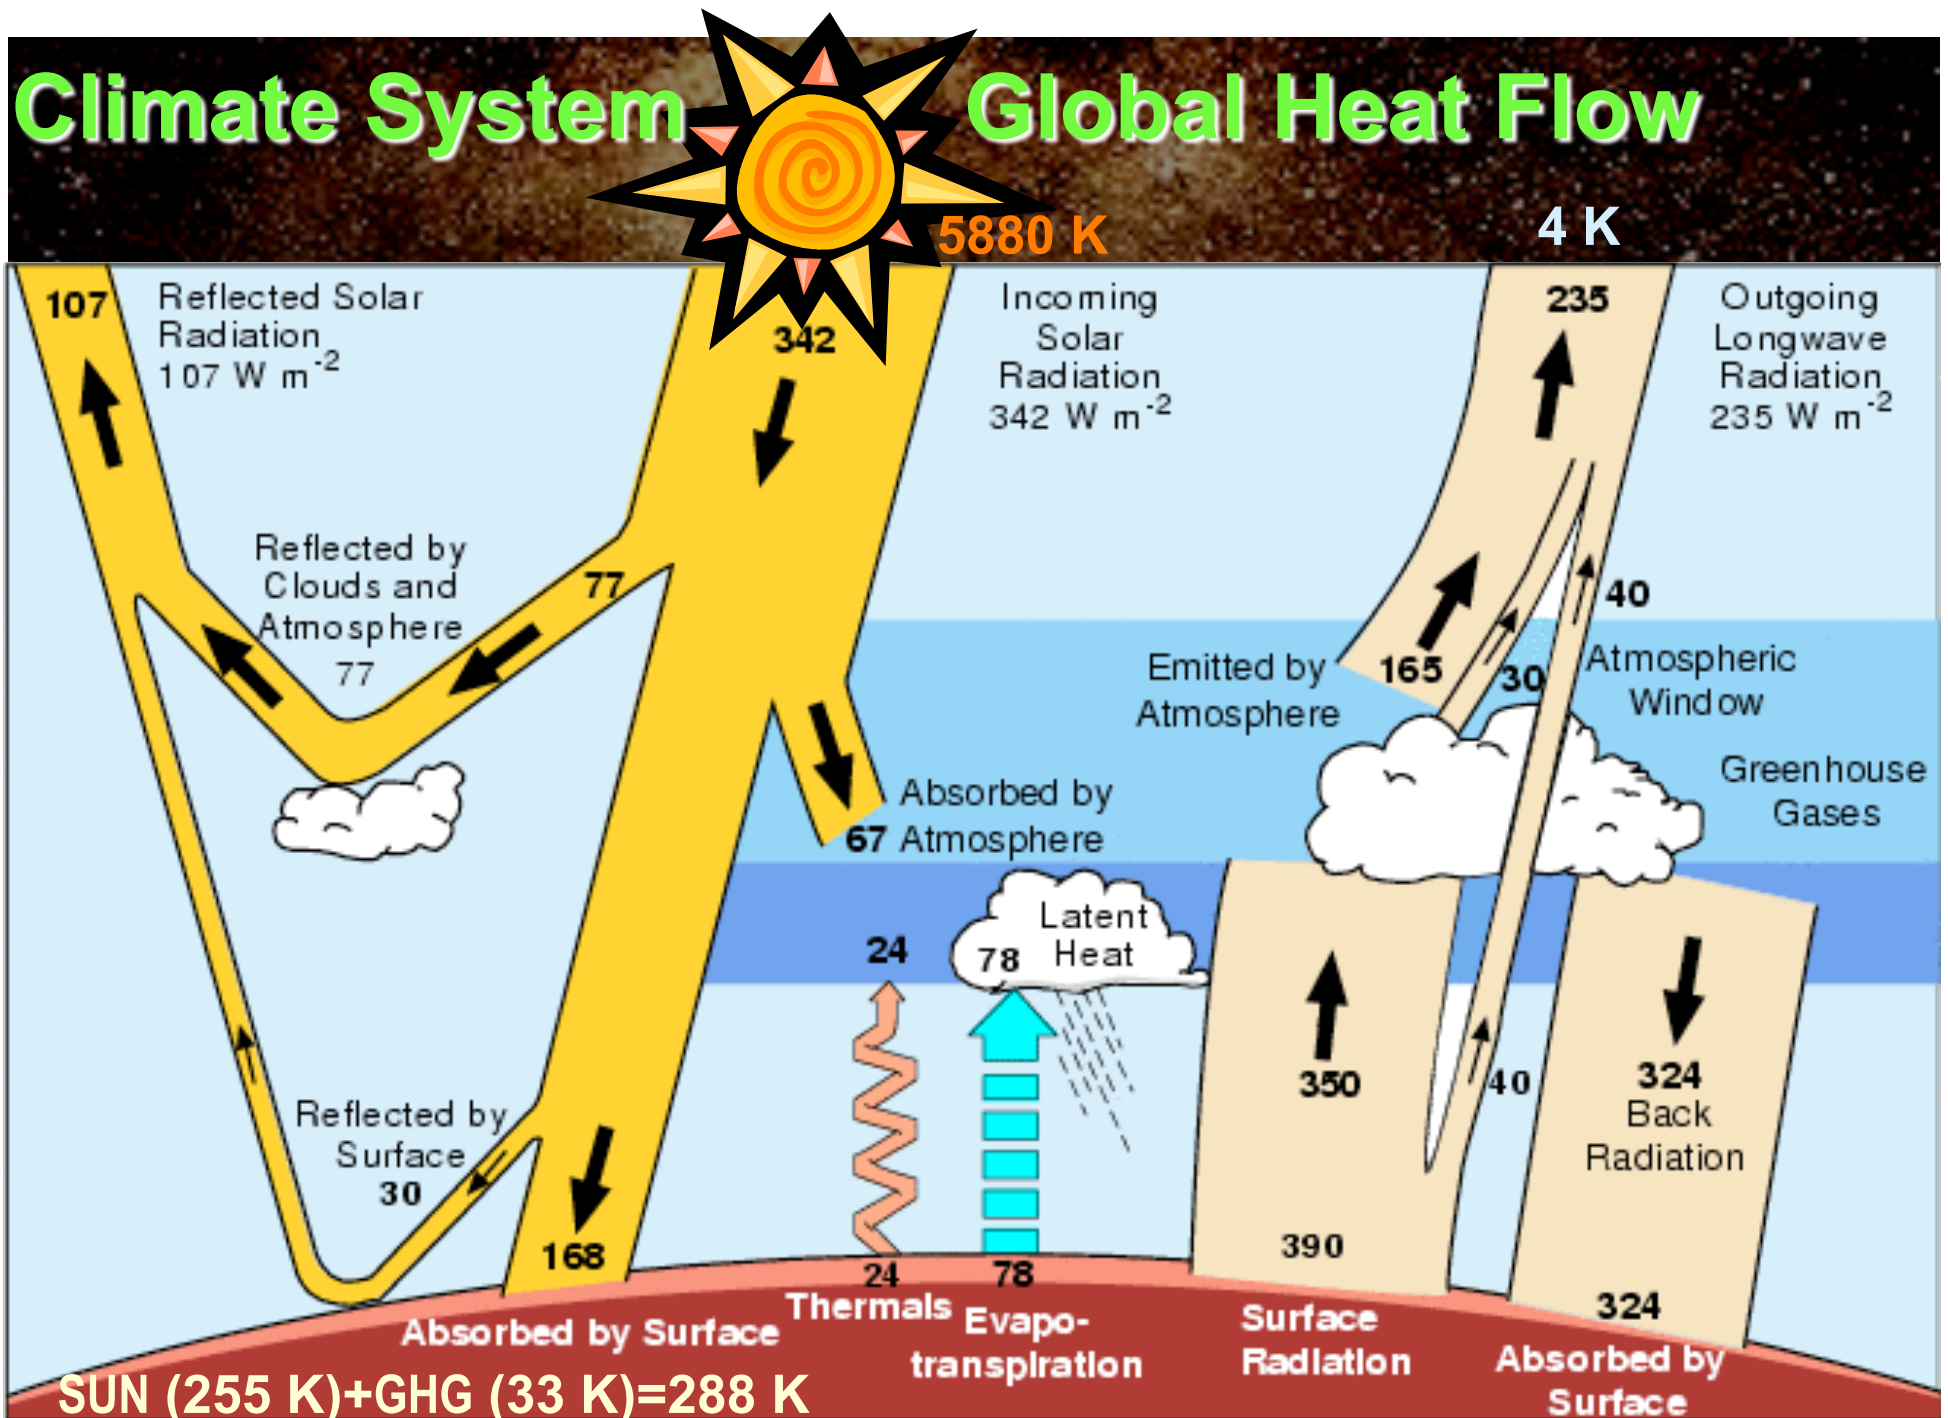 Climate System
Global Heat Flow
5880 K
4 K
107
Reflected Solar
Radiation
107 W m-2
342
Incoming
Solar
Radiation
342 W m-2
235
Outgoing
Longwave
Radiation
235 W m-2
Reflected by
Clouds and
Atmosphere
77
77
40
Emitted by
Atmosphere
165
30
Atmospheric
Window
Greenhouse
Gases
Absorbed by
67 Atmosphere
24
78
Latent
Heat
350
40
324
Back
Radiation
Reflected by
Surface
30
168
390
24
78
324
Absorbed by Surface
Thermals
Evapo-
transpiration
Surface
Radiation
Absorbed by
Surface
SUN (255 K)+GHG (33 K)=288 K